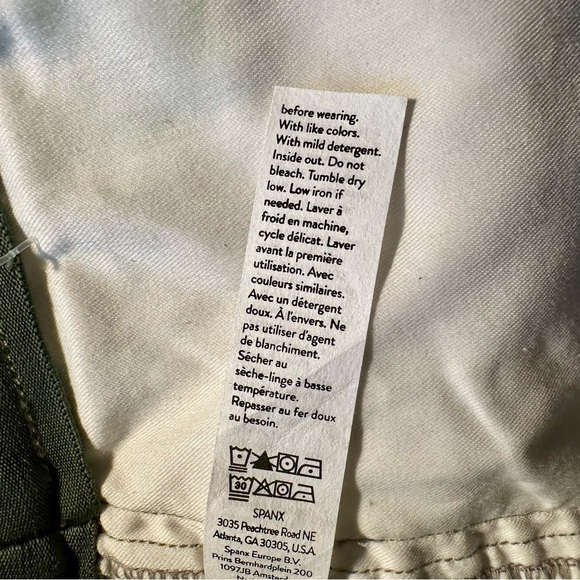 before wearing.
With like colors.
With mild detergent.
Inside out. Do not
bleach. Tumble dry
low. Low iron if
needed. Laver à
froid en machine,
cycle délicat. Laver
avant la première
utilisation. Avec
couleurs similaires.
Avec un détergent
doux. À l'envers. Ne
pas utiliser d'agent
de blanchiment.
Sécher au
sèche-linge à basse
température.
Repasser au fer doux
au besoin.
30
SPANX
3035 Peachtree Road NE
Atlanta, GA 30305, U.S.A.
Spanx Europe B.V.
Prins Bernhardplein 200
1097JB Amsterd